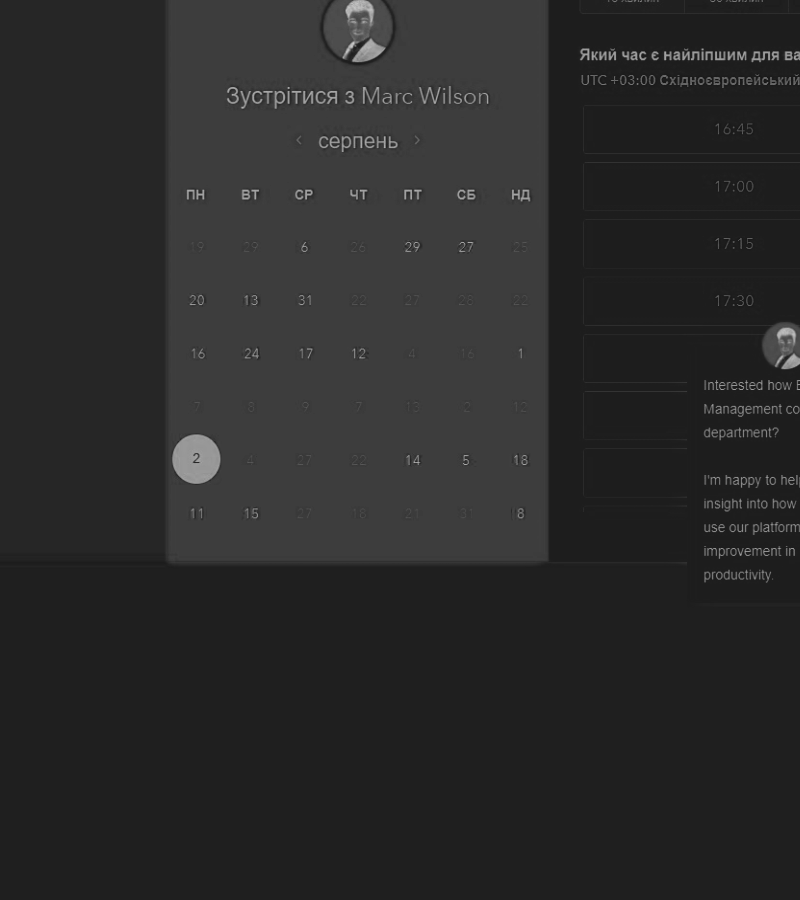 Зустрітися з Marc Wilson
серпень
ПН ВТ СР ЧТ ПТ СБ НД
19 29 6 26 29 27 25
20 13 31 22 27 28 22
16 24 17 12 4 16 1
7 8 9 7 13 2 12
2 4 27 22 14 5 18
11 15 27 18 21 31 8
Який час є найліпшим для
UTC +03:00 Східноєвропейський
16:45
17:00
17:15
17:30
Interested how
Management
department?
I'm happy to
insight into how
use our platform
improvement in
productivity.